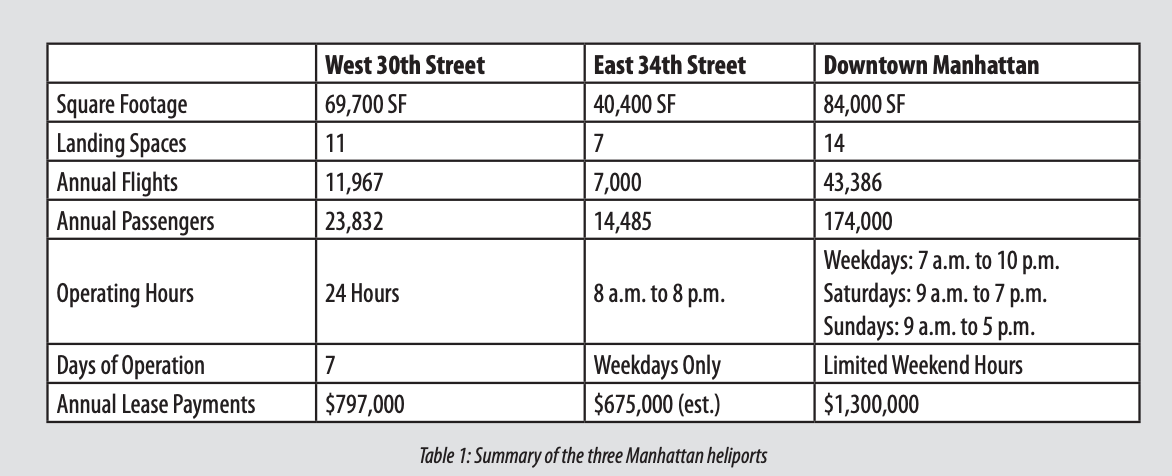 West 30th Street East 34th Street Downtown Manhattan
Square Footage 69,700 SF 40,400 SF 84,000 SF
Landing Spaces 11 7 14
Annual Flights 11,967 7,000 43,386
Annual Passengers 23,832 14,485 174,000
Operating Hours 24 Hours 8 a.m. to 8 p.m. Weekdays: 7 a.m. to 10 p.m.
Saturdays: 9 a.m. to 7 p.m.
Sundays: 9 a.m. to 5 p.m.
Days of Operation 7 Weekdays Only Limited Weekend Hours
Annual Lease Payments $797,000 $675,000 (est.) $1,300,000
Table 1: Summary of the three Manhattan heliports